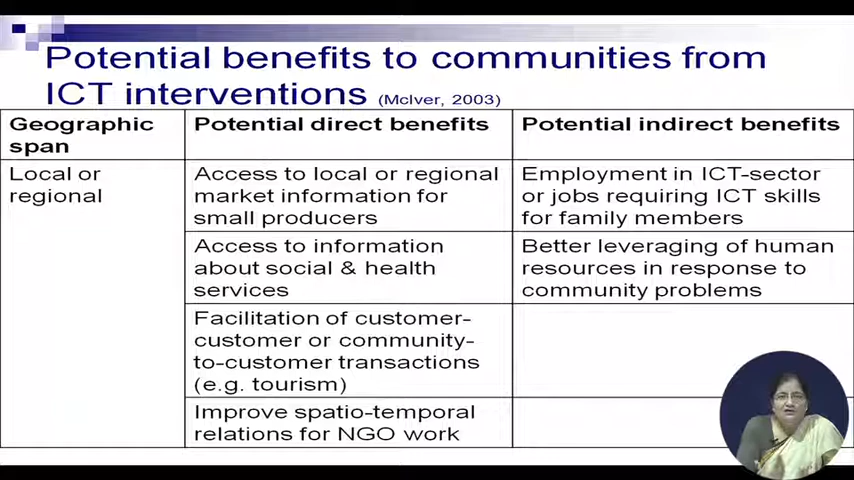 Potential benefits to communities from
ICT interventions (McIver, 2003)
Geographic
span
Potential direct benefits
Potential indirect benefits
Local or
regional
Access to local or regional
market information for
small producers
Employment in ICT-sector
or jobs requiring ICT skills
for family members
Access to information
about social & health
services
Better leveraging of human
resources in response to
community problems
Facilitation of customer-
customer or community-
to-customer transactions
(e.g. tourism)
Improve spatio-temporal
relations for NGO work